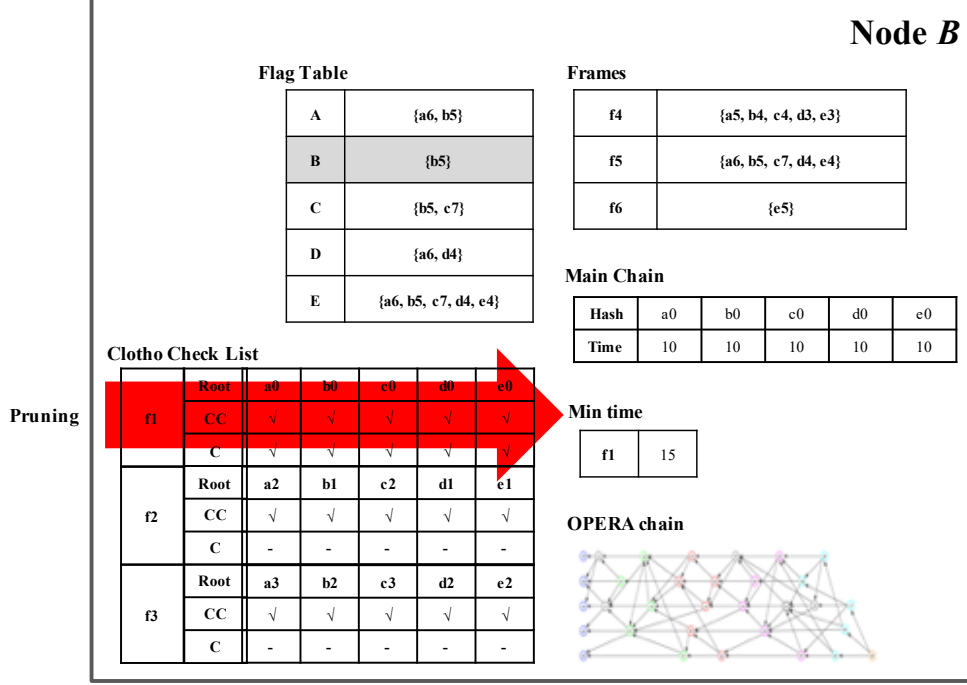 Node B
Flag Table
A {a6, b5}
B {b5}
C {b5, c7}
D {a6, d4}
E {a6, b5, c7, d4, e4}
Frames
f4 {a5, b4, c4, d3, e3}
f5 {a6, b5, c7, d4, e4}
f6 {e5}
Main Chain
Hash a0 b0 c0 d0 e0
Time 10 10 10 10 10
Clotho Check List
Pruning
f1
Root a0 b0 c0 d0 e0
CC √ √ √ √ √
C √ √ √ √ √
f2
Root a2 b1 c2 d1 e1
CC √ √ √ √ √
C - - - - -
f3
Root a3 b2 c3 d2 e2
CC √ √ √ √ √
C - - - - -
Min time
f1 15
OPERA chain